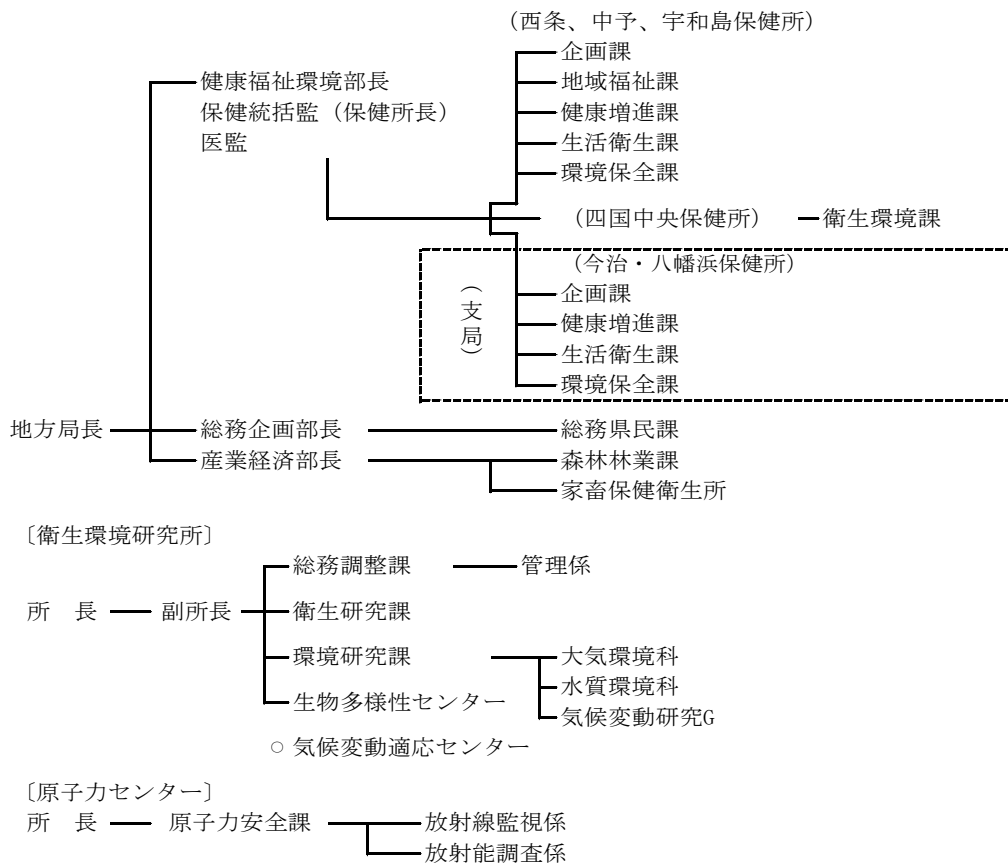 （西条、中予、宇和島保健所）
企画課
健康福祉環境部長 地域福祉課
保健統括監（保健所長） 健康増進課
医監 生活衛生課
環境保全課
（四国中央保健所） 衛生環境課
（今治・八幡浜保健所）
（支局）
企画課
健康増進課
生活衛生課
環境保全課
地方局長 総務企画部長 総務県民課
産業経済部長 森林林業課
家畜保健衛生所
〔衛生環境研究所〕
総務調整課 管理係
所　長 副所長 衛生研究課
環境研究課 大気環境科
水質環境科
生物多様性センター
気候変動研究G
○ 気候変動適応センター
〔原子力センター〕
所　長 原子力安全課 放射線監視係
放射能調査係